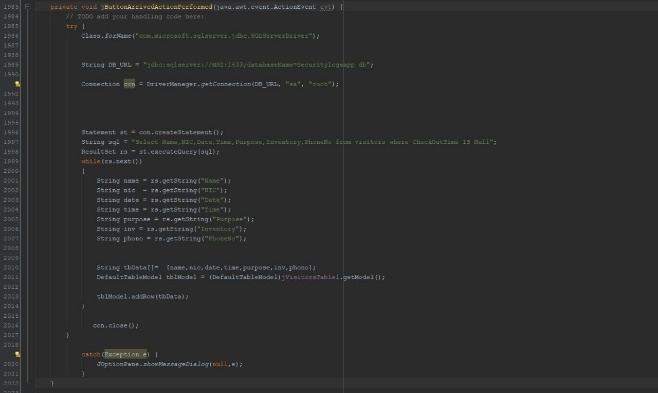 1983 private void jButtonArrivedActionPerformed(java.awt.event.ActionEvent evt) {
1984 // TODO add your handling code here:
1985 try {
1986 Class.forName("com.microsoft.sqlserver.jdbc.SQLServerDriver");
1987
1988
1989 String DB_URL = "jdbc:sqlserver://MSI:1433;databaseName=Securitylogempp db";
1990
Connection con = DriverManager.getConnection(DB_URL, "sa", "root");
1992
1993
1994
1995
1996 Statement st = con.createStatement();
1997 String sql = "Select Name,NIC,Date,Time,Purpose,Inventory,PhoneNo from visitors where CheckOutTime IS Null";
1998 ResultSet rs = st.executeQuery(sql);
1999 while(rs.next())
2000 {
2001 String name = rs.getString("Name");
2002 String nic = rs.getString("NIC");
2003 String date = rs.getString("Date");
2004 String time = rs.getString("Time");
2005 String purpose = rs.getString("Purpose");
2006 String inv = rs.getString("Inventory");
2007 String phono = rs.getString("PhoneNo");
2008
2009
2010 String tbData[]= {name,nic,date,time,purpose,inv,phono};
2011 DefaultTableModel tblModel = (DefaultTableModel)jVisitorsTable1.getModel();
2012
2013 tblModel.addRow(tbData);
2014 }
2015
2016 con.close();
2017 }
2018
catch(Exception e) {
2020 JOptionPane.showMessageDialog(null,e);
2021 }
2022 }